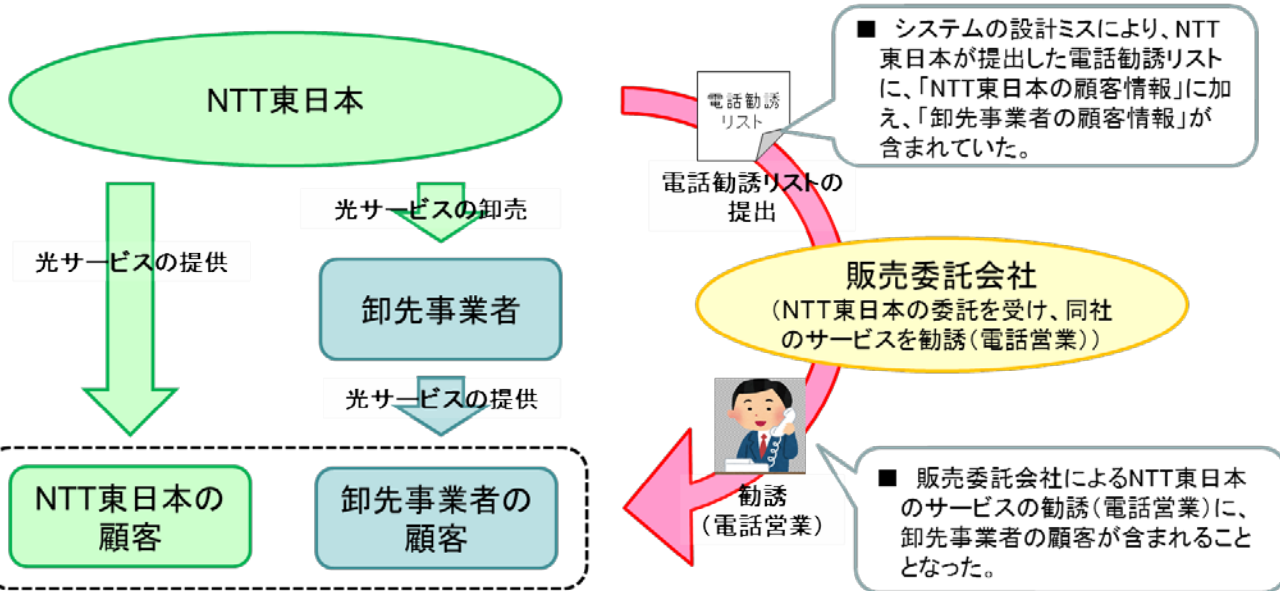 NTT東日本
光サービスの提供
光サービスの卸売
卸先事業者
光サービスの提供
NTT東日本の
顧客
卸先事業者の
顧客
電話勧誘
リスト
電話勧誘リストの
提出
■ システムの設計ミスにより、NTT
東日本が提出した電話勧誘リスト
に、「NTT東日本の顧客情報」に加
え、「卸先事業者の顧客情報」が
含まれていた。
販売委託会社
(NTT東日本の委託を受け、同社
のサービスを勧誘(電話営業))
勧誘
(電話営業)
■ 販売委託会社によるNTT東日本
のサービスの勧誘(電話営業)に、
卸先事業者の顧客が含まれること
となった。